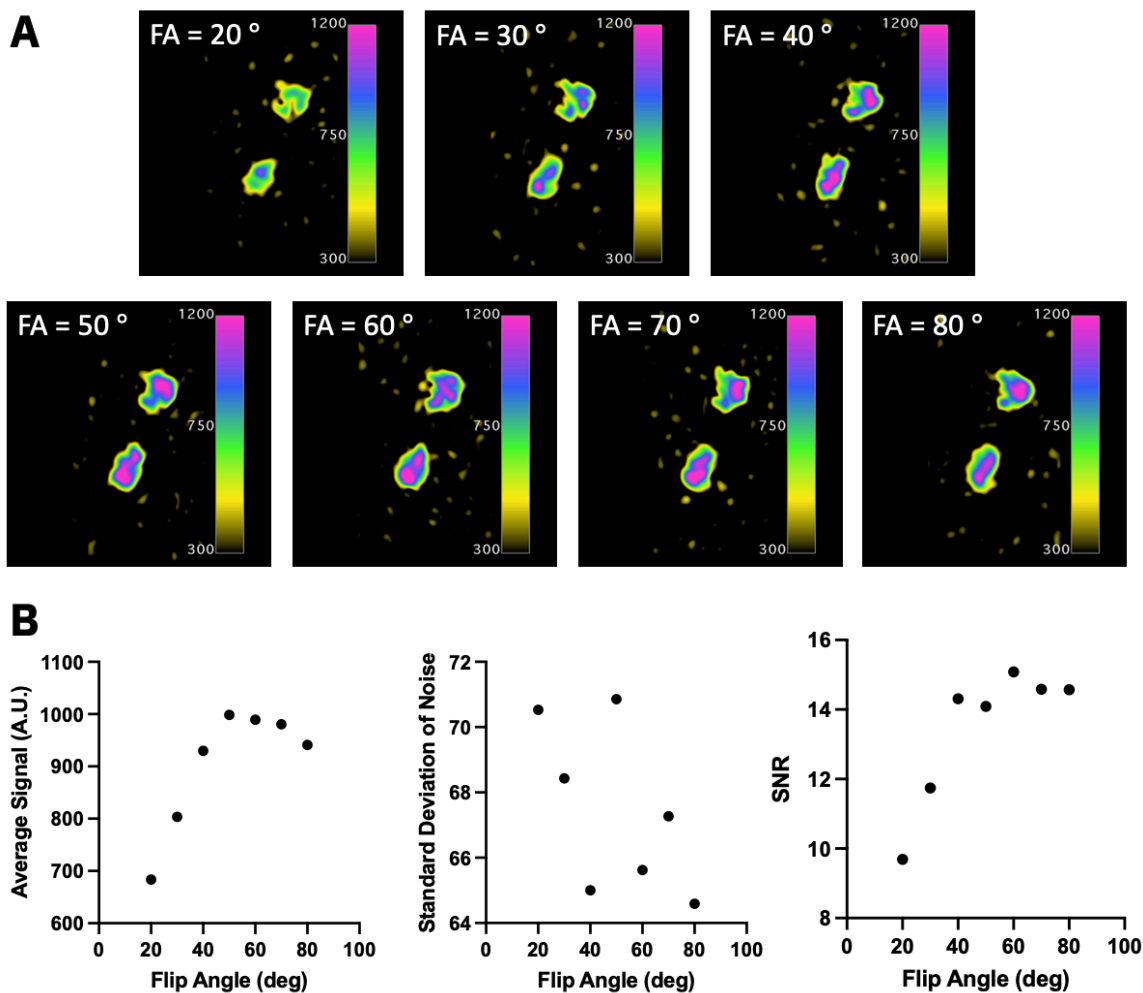 A
FA = 20 °
1200
750
300
FA = 30 °
1200
750
300
FA = 40 °
1200
750
300
FA = 50 °
1200
750
300
FA = 60 °
1200
750
300
FA = 70 °
1200
750
300
FA = 80 °
1200
750
300
B
Average Signal (A.U.)
1100
1000
900
800
700
600
0 20 40 60 80 100
Flip Angle (deg)
Standard Deviation of Noise
72
70
68
66
64
0 20 40 60 80 100
Flip Angle (deg)
SNR
16
14
12
10
8
0 20 40 60 80 100
Flip Angle (deg)